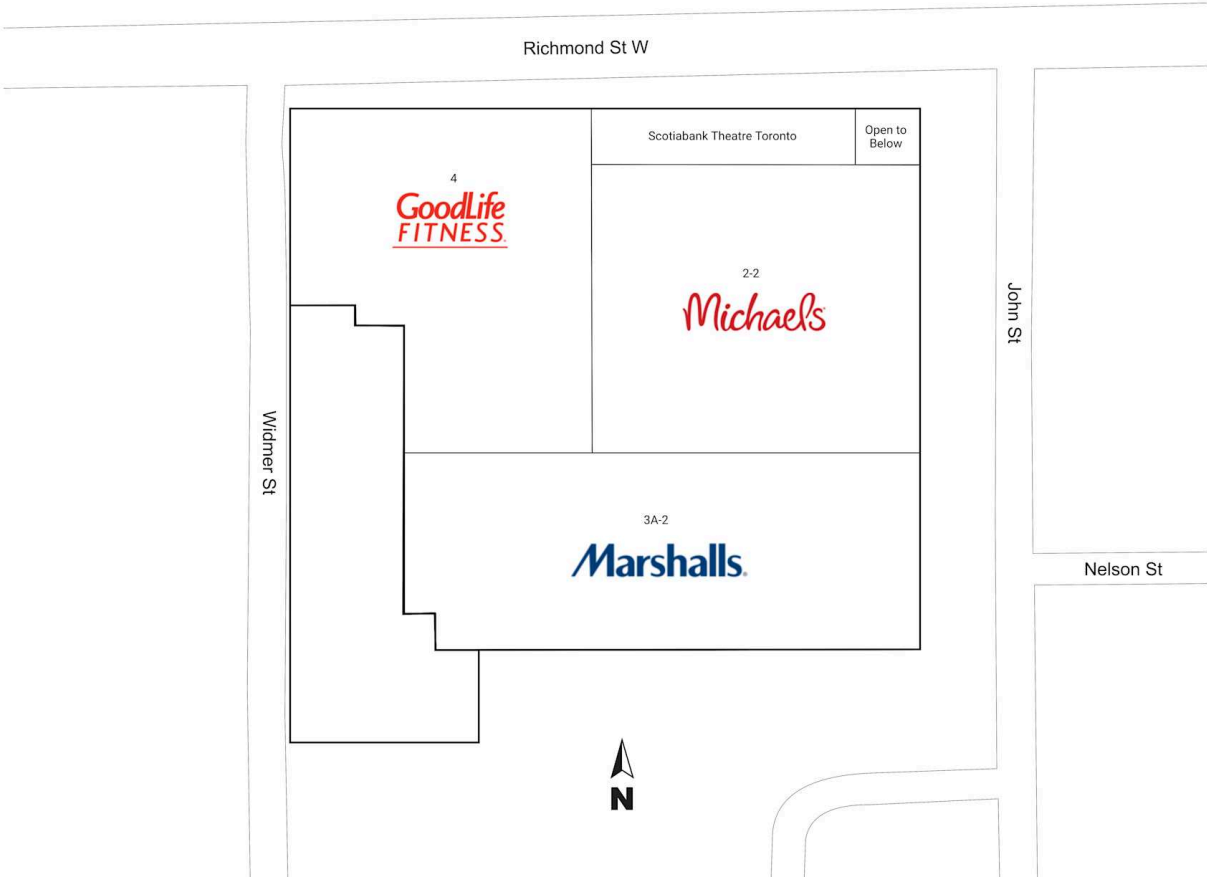 Richmond St W
Scotiabank Theatre Toronto
Open to
Below
4
GoodLife
FITNESS
2-2
Michaels
John St
Widmer St
3A-2
Marshalls®
Nelson St
N